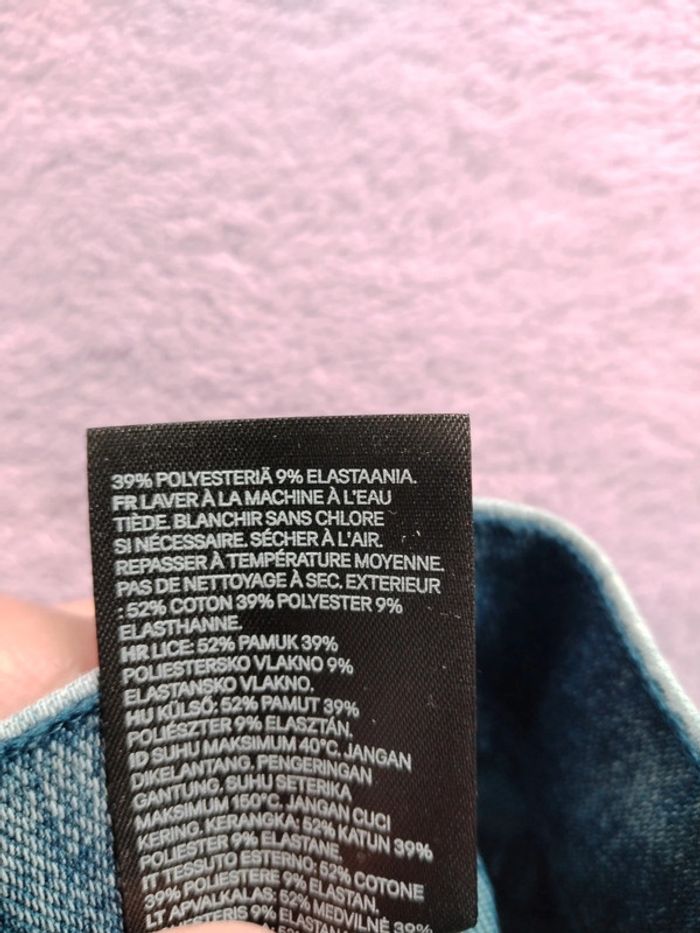 39% POLYESTERIÄ 9% ELASTAANIA.
FR LAVER À LA MACHINE À L'EAU
TIÈDE. BLANCHIR SANS CHLORE
SI NÉCESSAIRE. SÉCHER À L'AIR.
REPASSER À TEMPÉRATURE MOYENNE.
PAS DE NETTOYAGE À SEC. EXTERIEUR
: 52% COTON 39% POLYESTER 9%
ELASTHANNE.
HR LICE: 52% PAMUK 39%
POLIESTERSKO VLAKNO 9%
ELASTANSKO VLAKNO.
HU KÜLSŐ: 52% PAMUT 39%
POLIÉSZTER 9% ELASZTÁN.
ID SUHU MAKSIMUM 40°C. JANGAN
DIKELANTANG. PENGERINGAN
GANTUNG. SUHU SETERIKA
MAKSIMUM 150°C. JANGAN CUCI
KERING. KERANGKA: 52% KATUN 39%
POLIESTER 9% ELASTANE.
IT TESSUTO ESTERNO: 52% COTONE
39% POLIESTERE 9% ELASTAN.
LT APVALKALAS: 52% MEDVILNĖ 39%
9% ELASTAN
52%